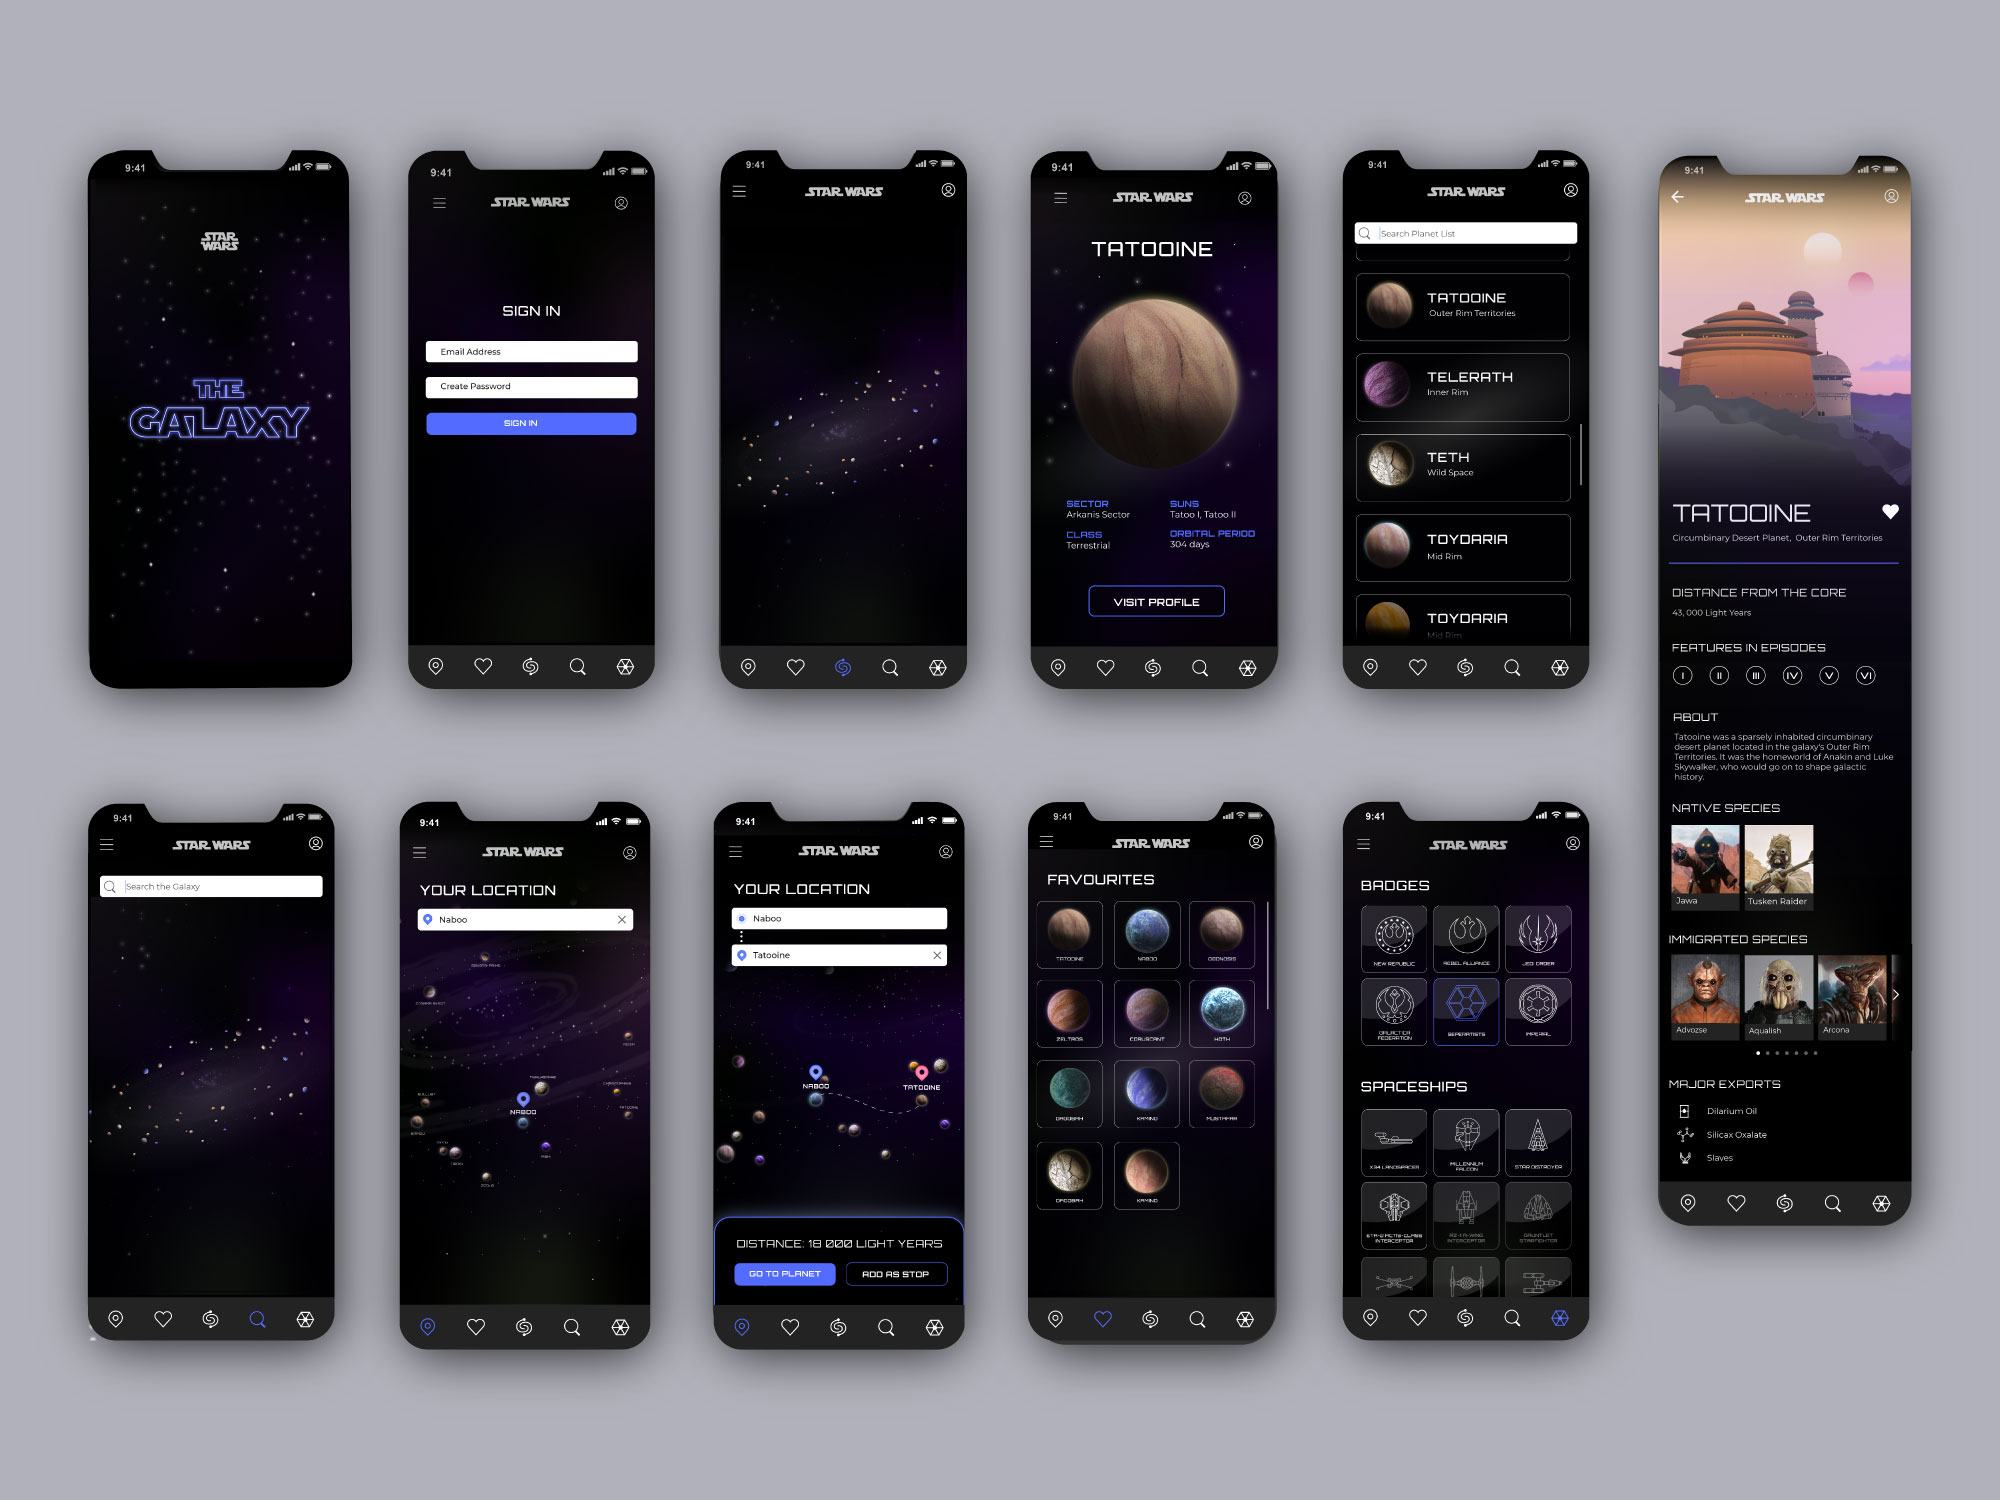 9:41
STAR
WARS
THE
GALAXY
9:41
STAR WARS
SIGN IN
Email Address
Create Password
SIGN IN
9:41
STAR WARS
9:41
STAR WARS
TATOOINE
SECTOR
Arkanis Sector
SUNS
Tatoo I, Tatoo II
CLASS
Terrestrial
ORBITAL PERIOD
304 days
VISIT PROFILE
9:41
STAR WARS
Search Planet List
TATOOINE
Outer Rim Territories
TELERATH
Inner Rim
TETH
Wild Space
TOYDARIA
Mid Rim
TOYDARIA
Mid Rim
9:41
STAR WARS
TATOOINE
Circumbinary Desert Planet, Outer Rim Territories
DISTANCE FROM THE CORE
43, 000 Light Years
FEATURES IN EPISODES
I II III IV V VI
ABOUT
Tatooine was a sparsely inhabited circumbinary
desert planet located in the galaxy's Outer Rim
Territories. It was the homeworld of Anakin and Luke
Skywalker, who would go on to shape galactic
history.
NATIVE SPECIES
Jawa
Tusken Raider
IMMIGRATED SPECIES
Advozse
Aqualish
Arcona
MAJOR EXPORTS
Dilarium Oil
Silicax Oxalate
Slaves
9:41
STAR WARS
Search the Galaxy
9:41
STAR WARS
YOUR LOCATION
Naboo
NABOO
TATOOINE
9:41
STAR WARS
YOUR LOCATION
Naboo
Tatooine
NABOO
TATOOINE
DISTANCE: 18 000 LIGHT YEARS
GO TO PLANET
ADD AS STOP
9:41
STAR WARS
FAVOURITES
TATOOINE
NABOO
GEONOSIS
ZELTROS
CORUSCANT
HOTH
DAGOBAH
KAMINO
MUSTAFAR
DAGOBAH
KAMINO
9:41
STAR WARS
BADGES
NEW REPUBLIC
REBEL ALLIANCE
JEDI ORDER
GALACTICA
FEDERATION
SEPERATISTS
IMPERIAL
SPACESHIPS
X34 LANDSPACER
MILLENNIUM
FALCON
STAR DISTROYER
ETA-2 ACTIS-CLASS
INTERCEPTOR
RZ-1 A-WING
INTERCEPTOR
GAUNTLET
STARFIGHTER